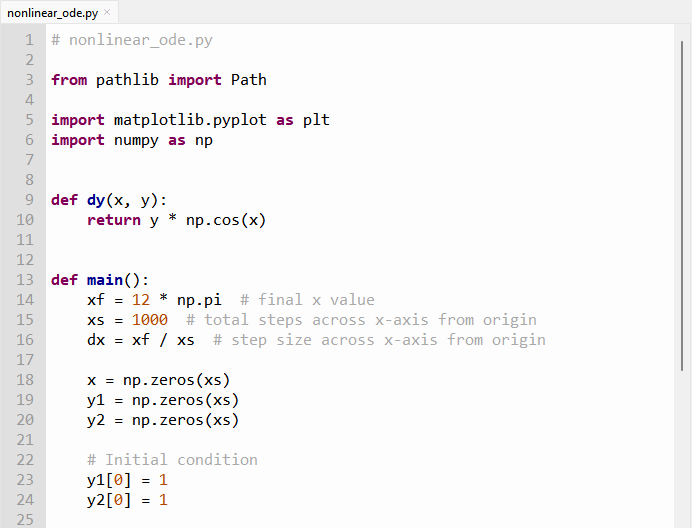 nonlinear_ode.py ×
1 # nonlinear_ode.py
2
3 from pathlib import Path
4
5 import matplotlib.pyplot as plt
6 import numpy as np
7
8
9 def dy(x, y):
10     return y * np.cos(x)
11
12
13 def main():
14     xf = 12 * np.pi  # final x value
15     xs = 1000  # total steps across x-axis from origin
16     dx = xf / xs  # step size across x-axis from origin
17
18     x = np.zeros(xs)
19     y1 = np.zeros(xs)
20     y2 = np.zeros(xs)
21
22     # Initial condition
23     y1[0] = 1
24     y2[0] = 1
25